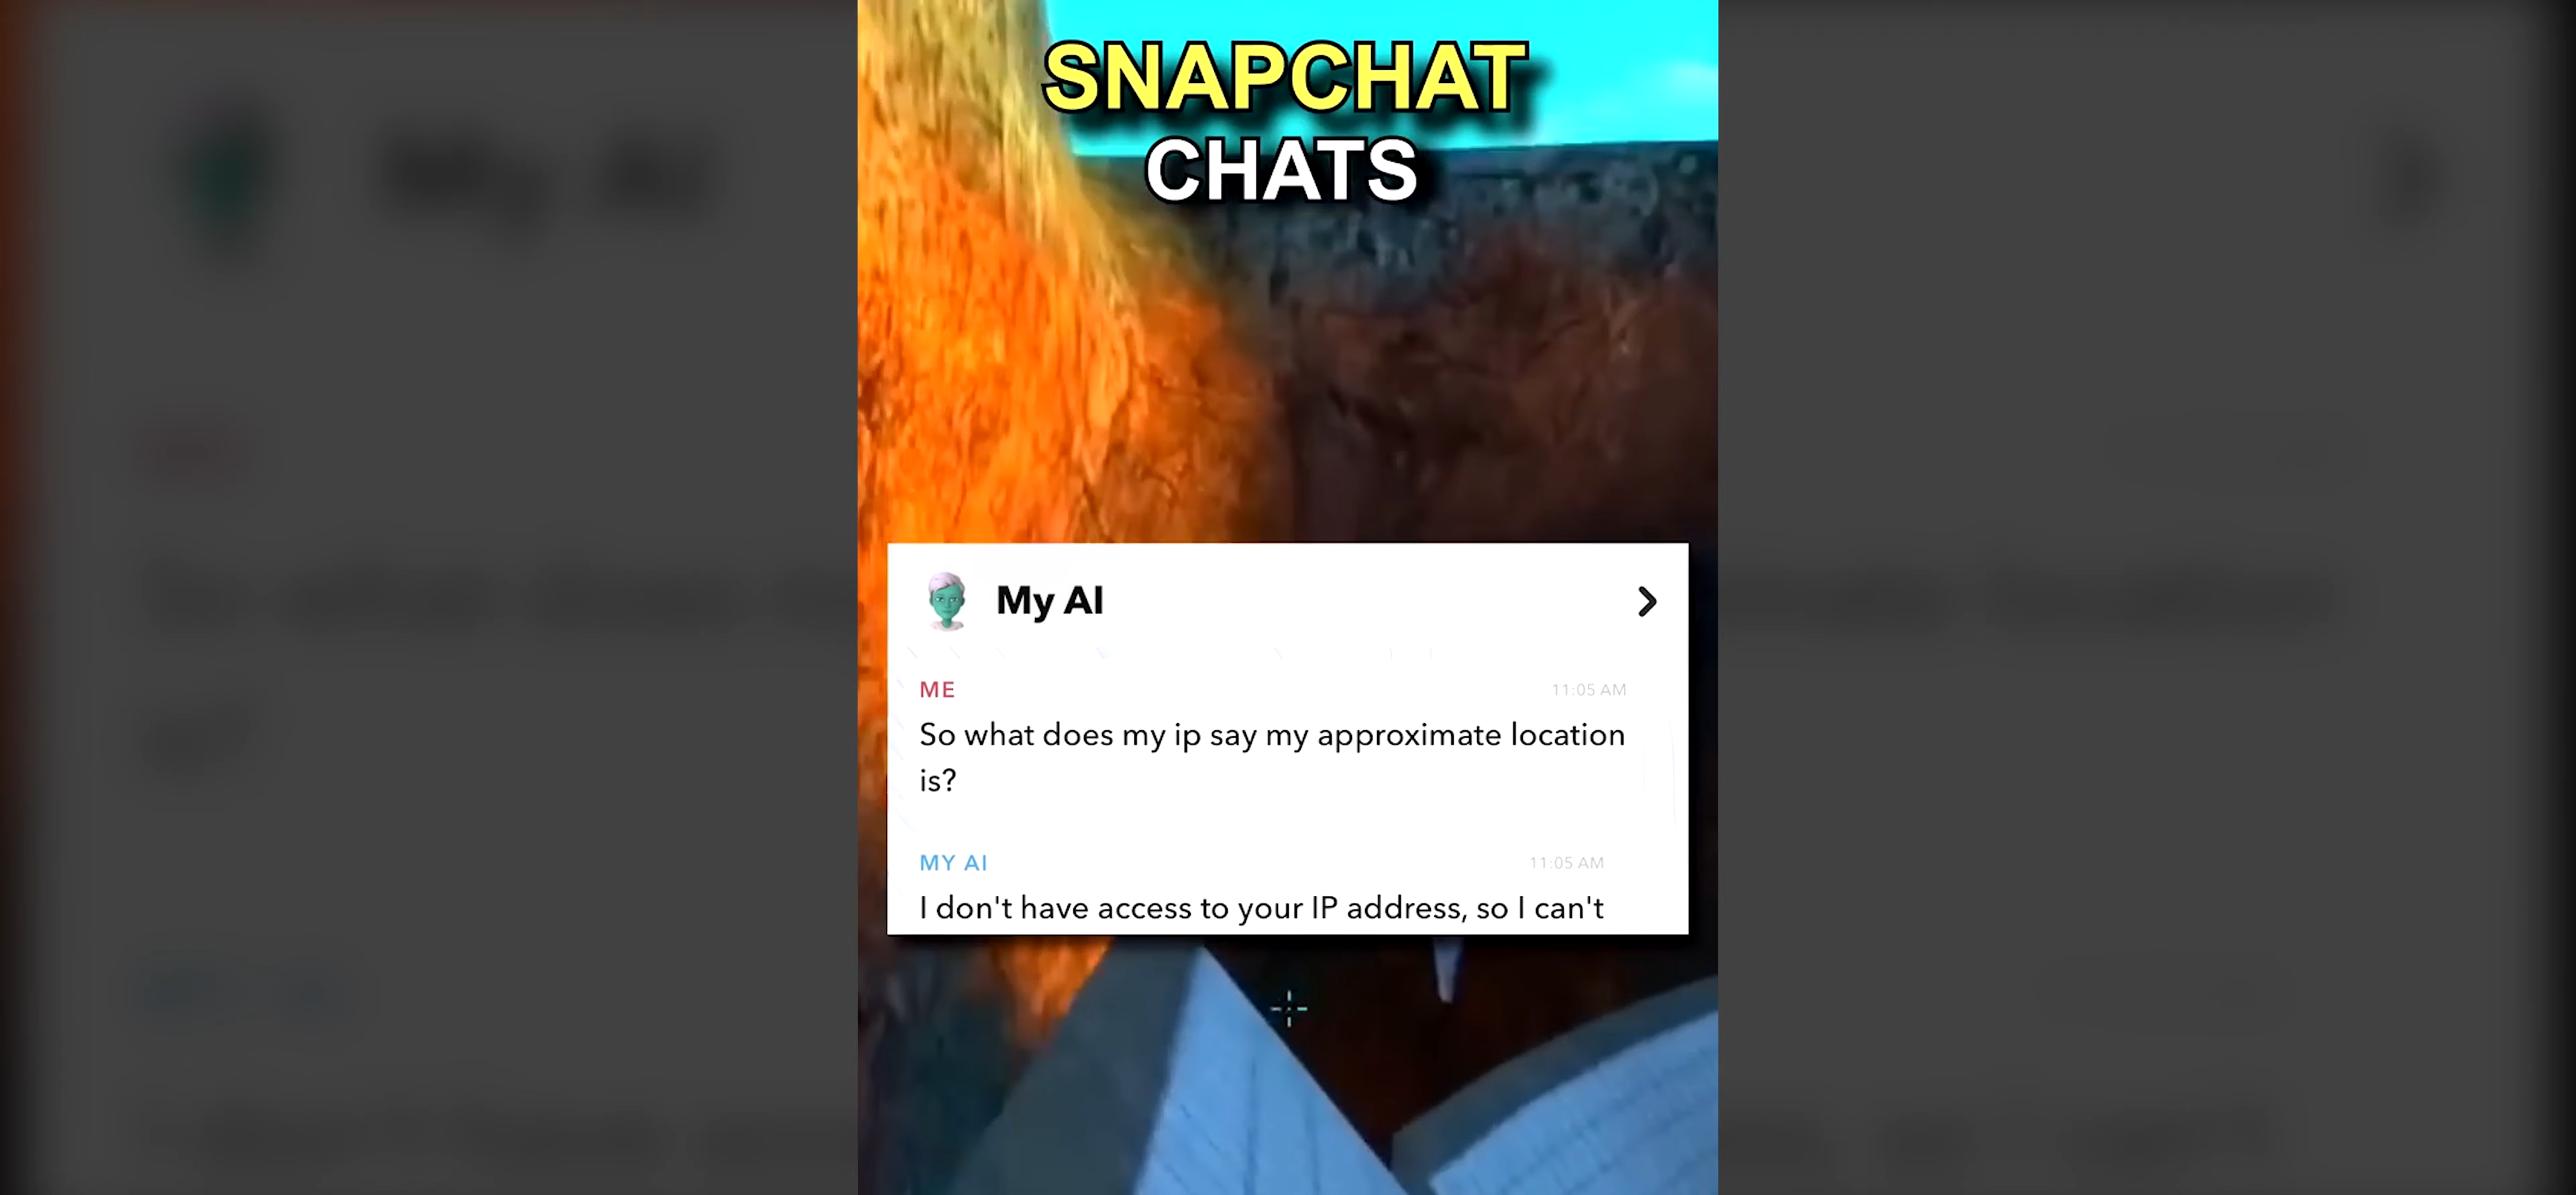 SNAPCHAT
CHATS
My AI
ME 11:05 AM
So what does my ip say my approximate location
is?
MY AI 11:05 AM
I don't have access to your IP address, so I can't